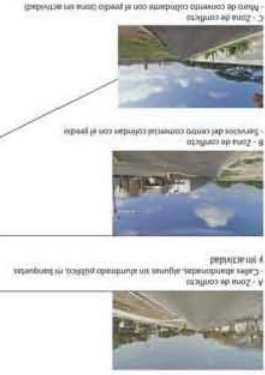 A - Zona de conflicto
- Calles abandonadas, algunas sin alumbrado público, ni banquetas
y sin actividad
B - Zona de conflicto
- Servicios del centro comercial colindan con el predio
C - Zona de conflicto
- Muro de convento colindante con el predio (zona sin actividad)